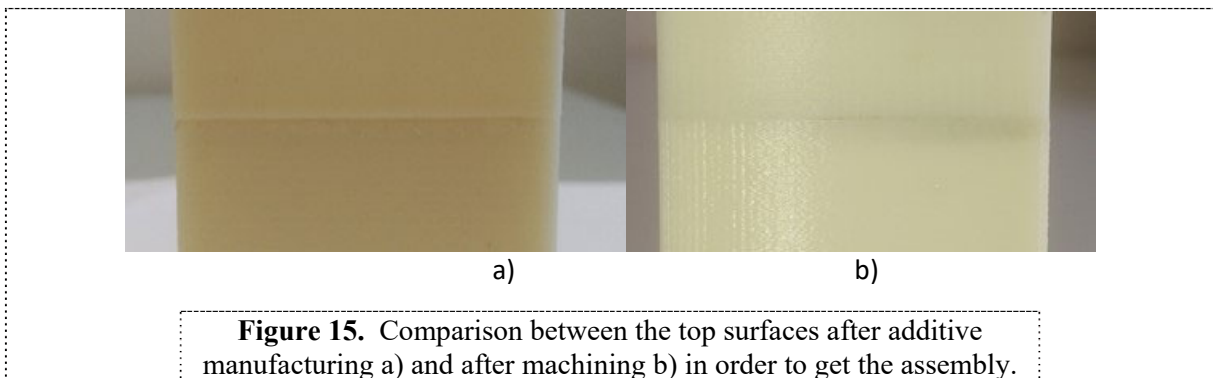 a) b)
Figure 15. Comparison between the top surfaces after additive
manufacturing a) and after machining b) in order to get the assembly.